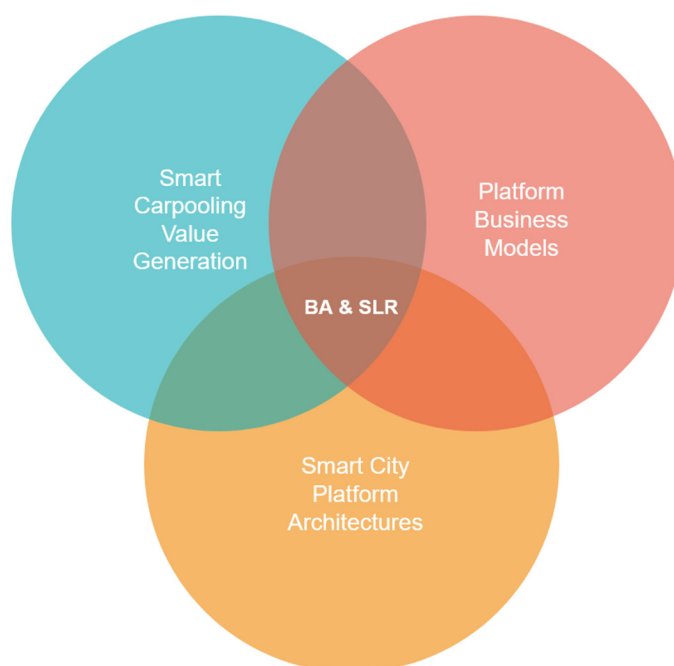 Smart
Carpooling
Value
Generation
Platform
Business
Models
BA & SLR
Smart City
Platform
Architectures